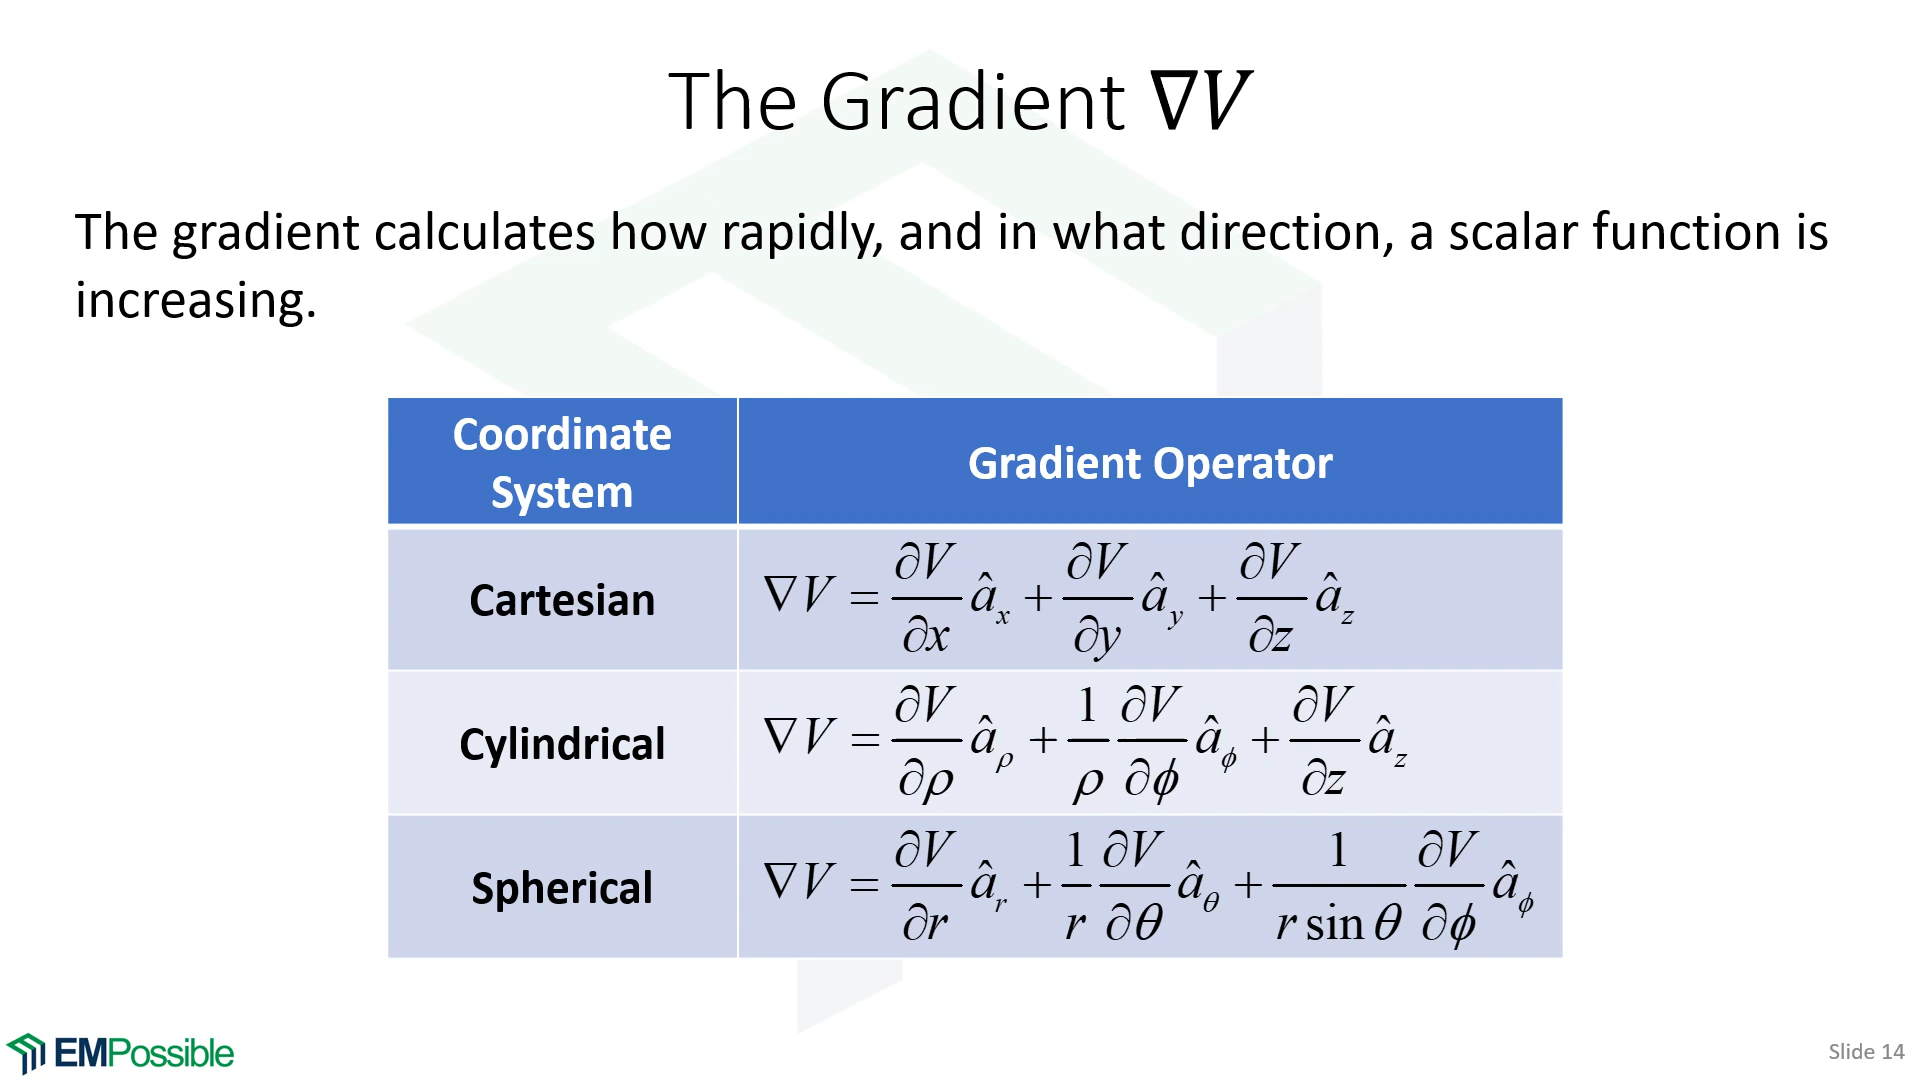 The Gradient ∇V
The gradient calculates how rapidly, and in what direction, a scalar function is
increasing.
Coordinate
System
Gradient Operator
Cartesian
∇V = ∂V/∂x âₓ + ∂V/∂y â_y + ∂V/∂z â_z
Cylindrical
∇V = ∂V/∂ρ â_ρ + 1/ρ ∂V/∂ϕ â_ϕ + ∂V/∂z â_z
Spherical
∇V = ∂V/∂r â_r + 1/r ∂V/∂θ â_θ + 1/(r sin θ) ∂V/∂ϕ â_ϕ
EMPossible
Slide 14